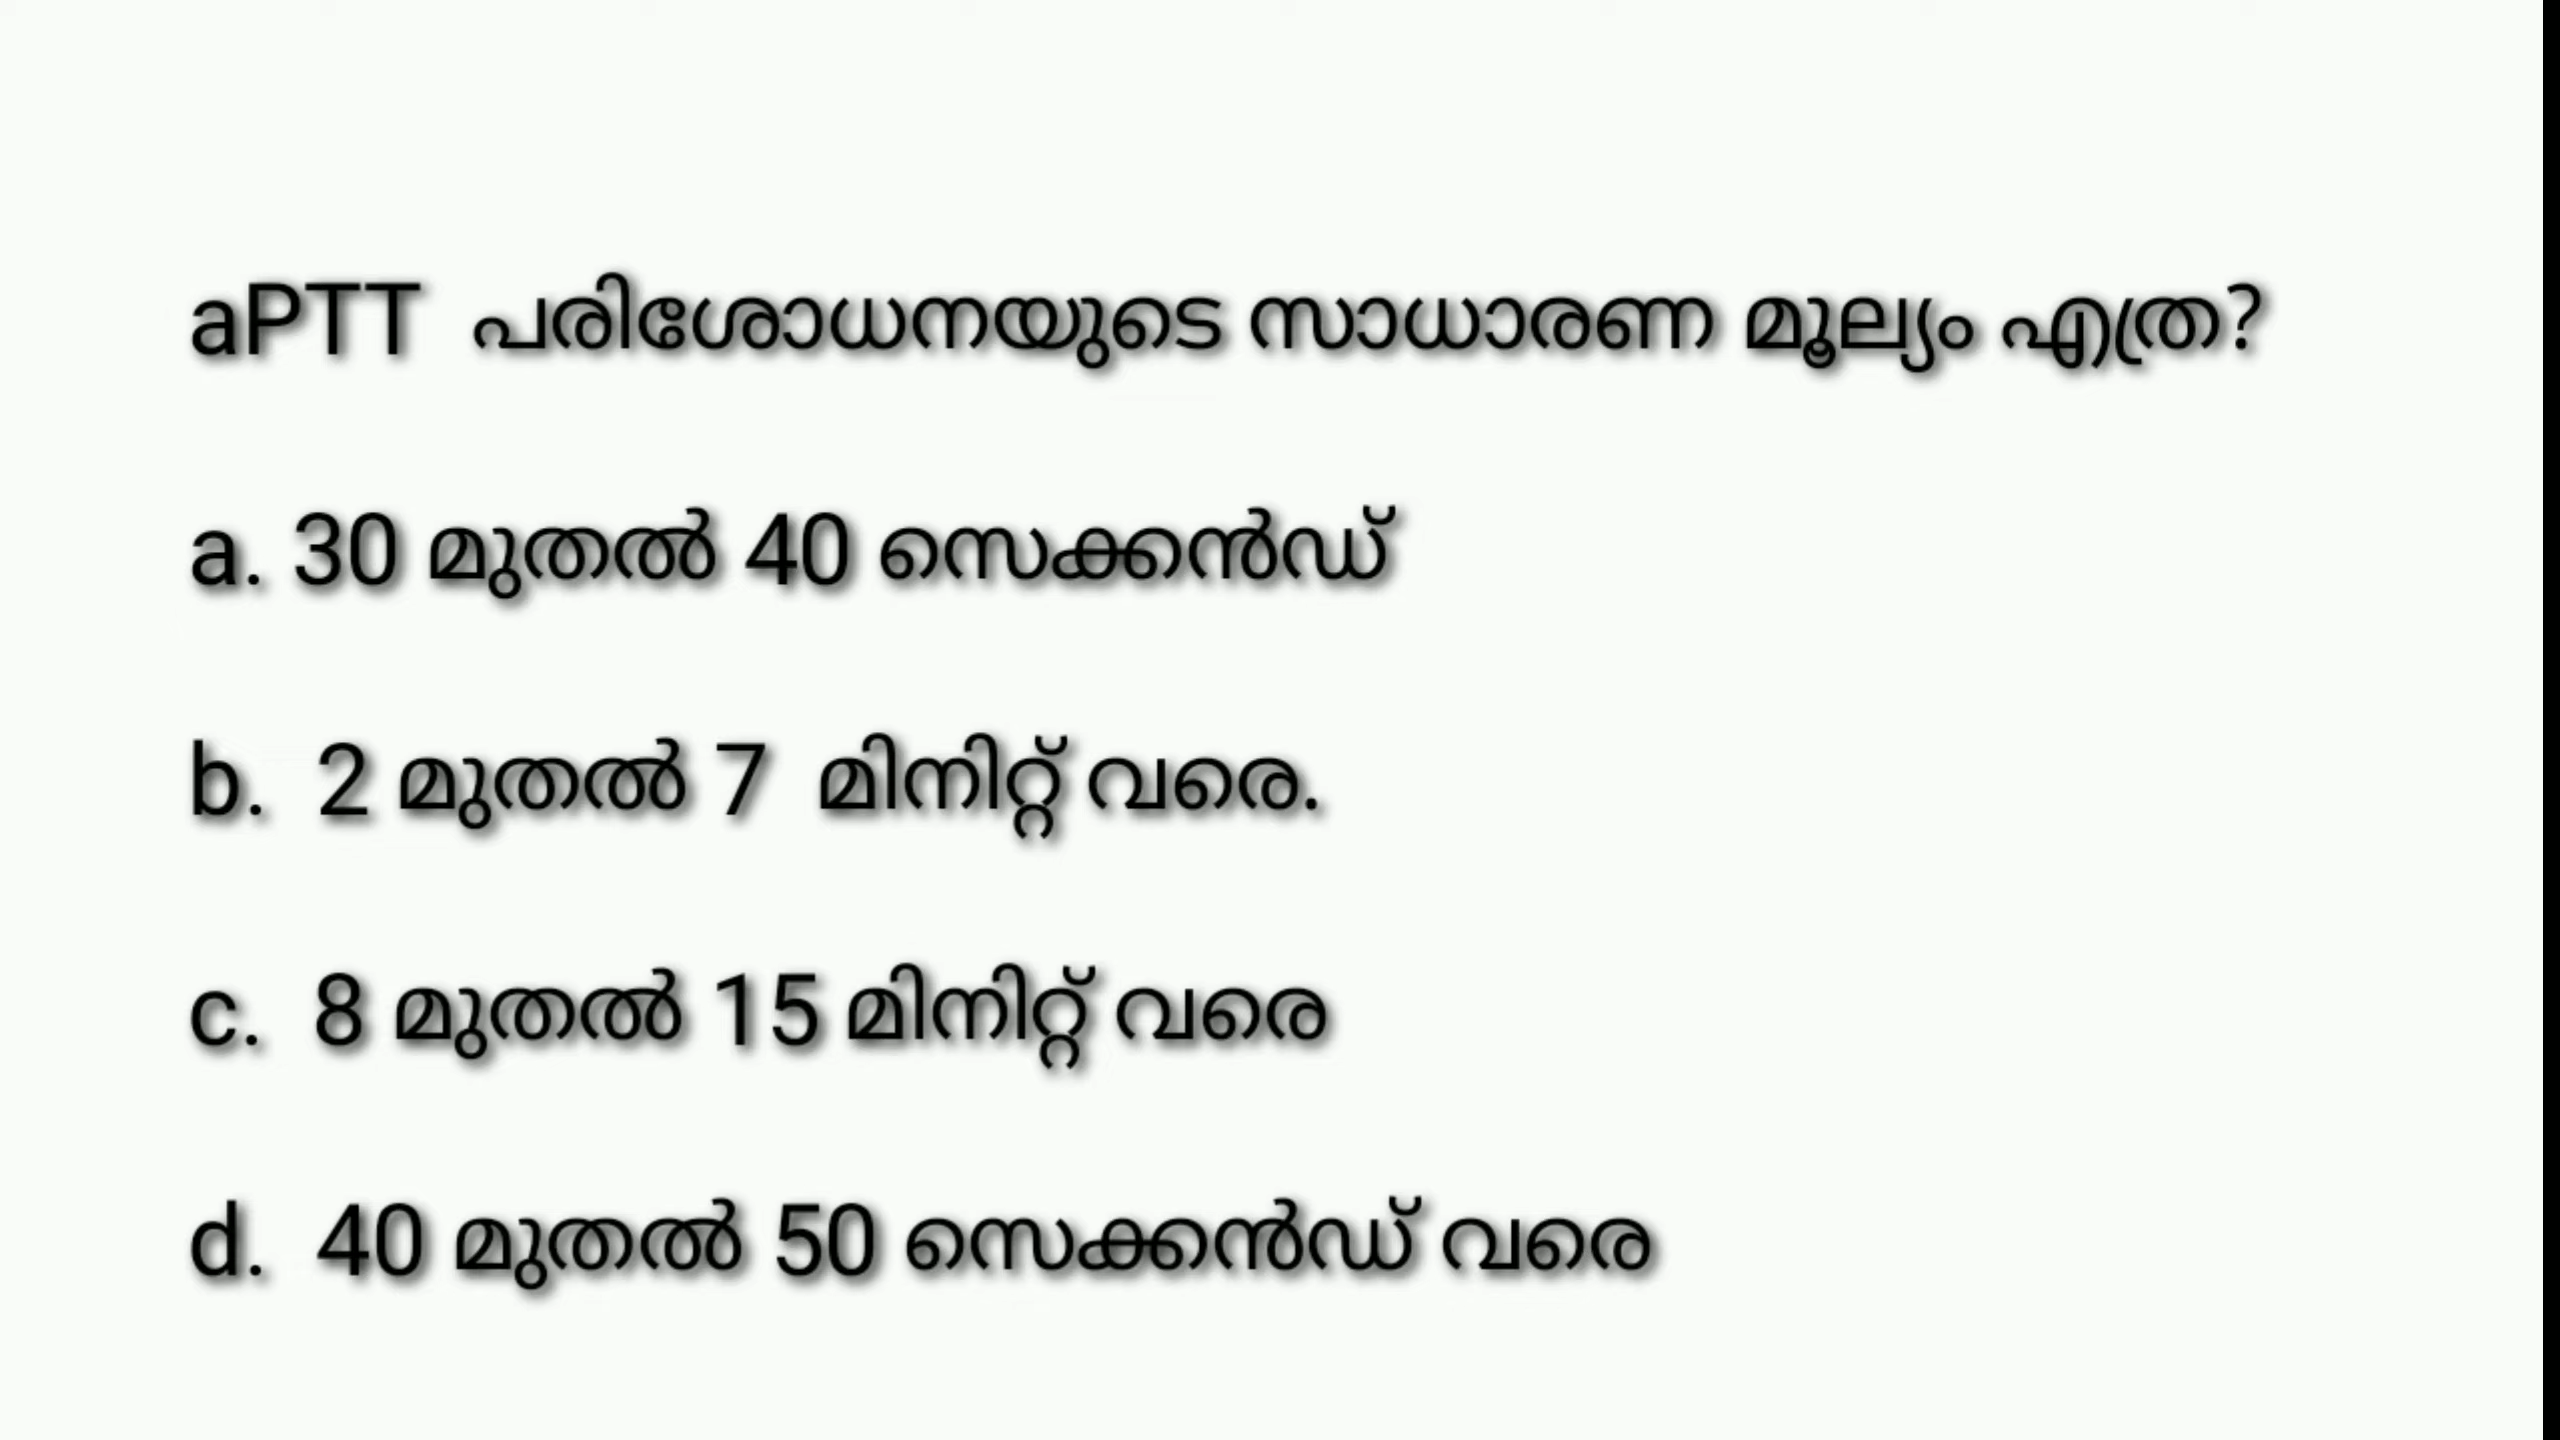 aPTT പരിശോധനയുടെ സാധാരണ മൂല്യം എത്ര?
a. 30 മുതൽ 40 സെക്കൻഡ്
b. 2 മുതൽ 7 മിനിറ്റ് വരെ.
c. 8 മുതൽ 15 മിനിറ്റ് വരെ
d. 40 മുതൽ 50 സെക്കൻഡ് വരെ